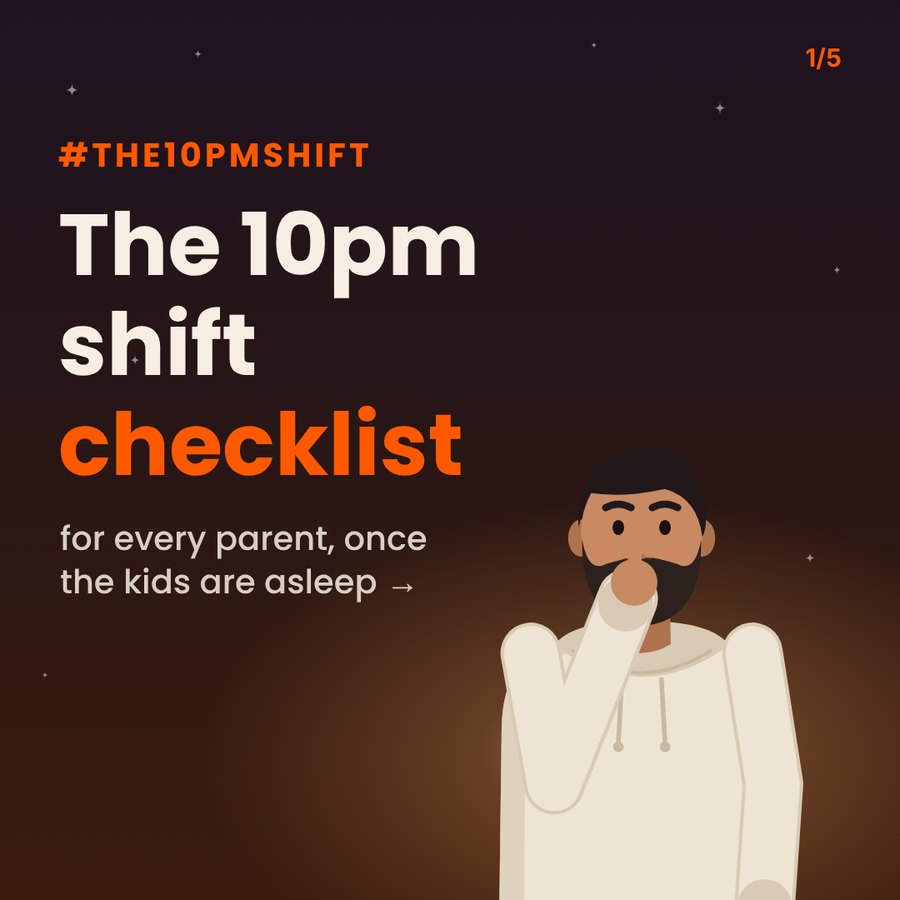 1/5
#THE10PMSHIFT
The 10pm
shift
checklist
for every parent, once
the kids are asleep →